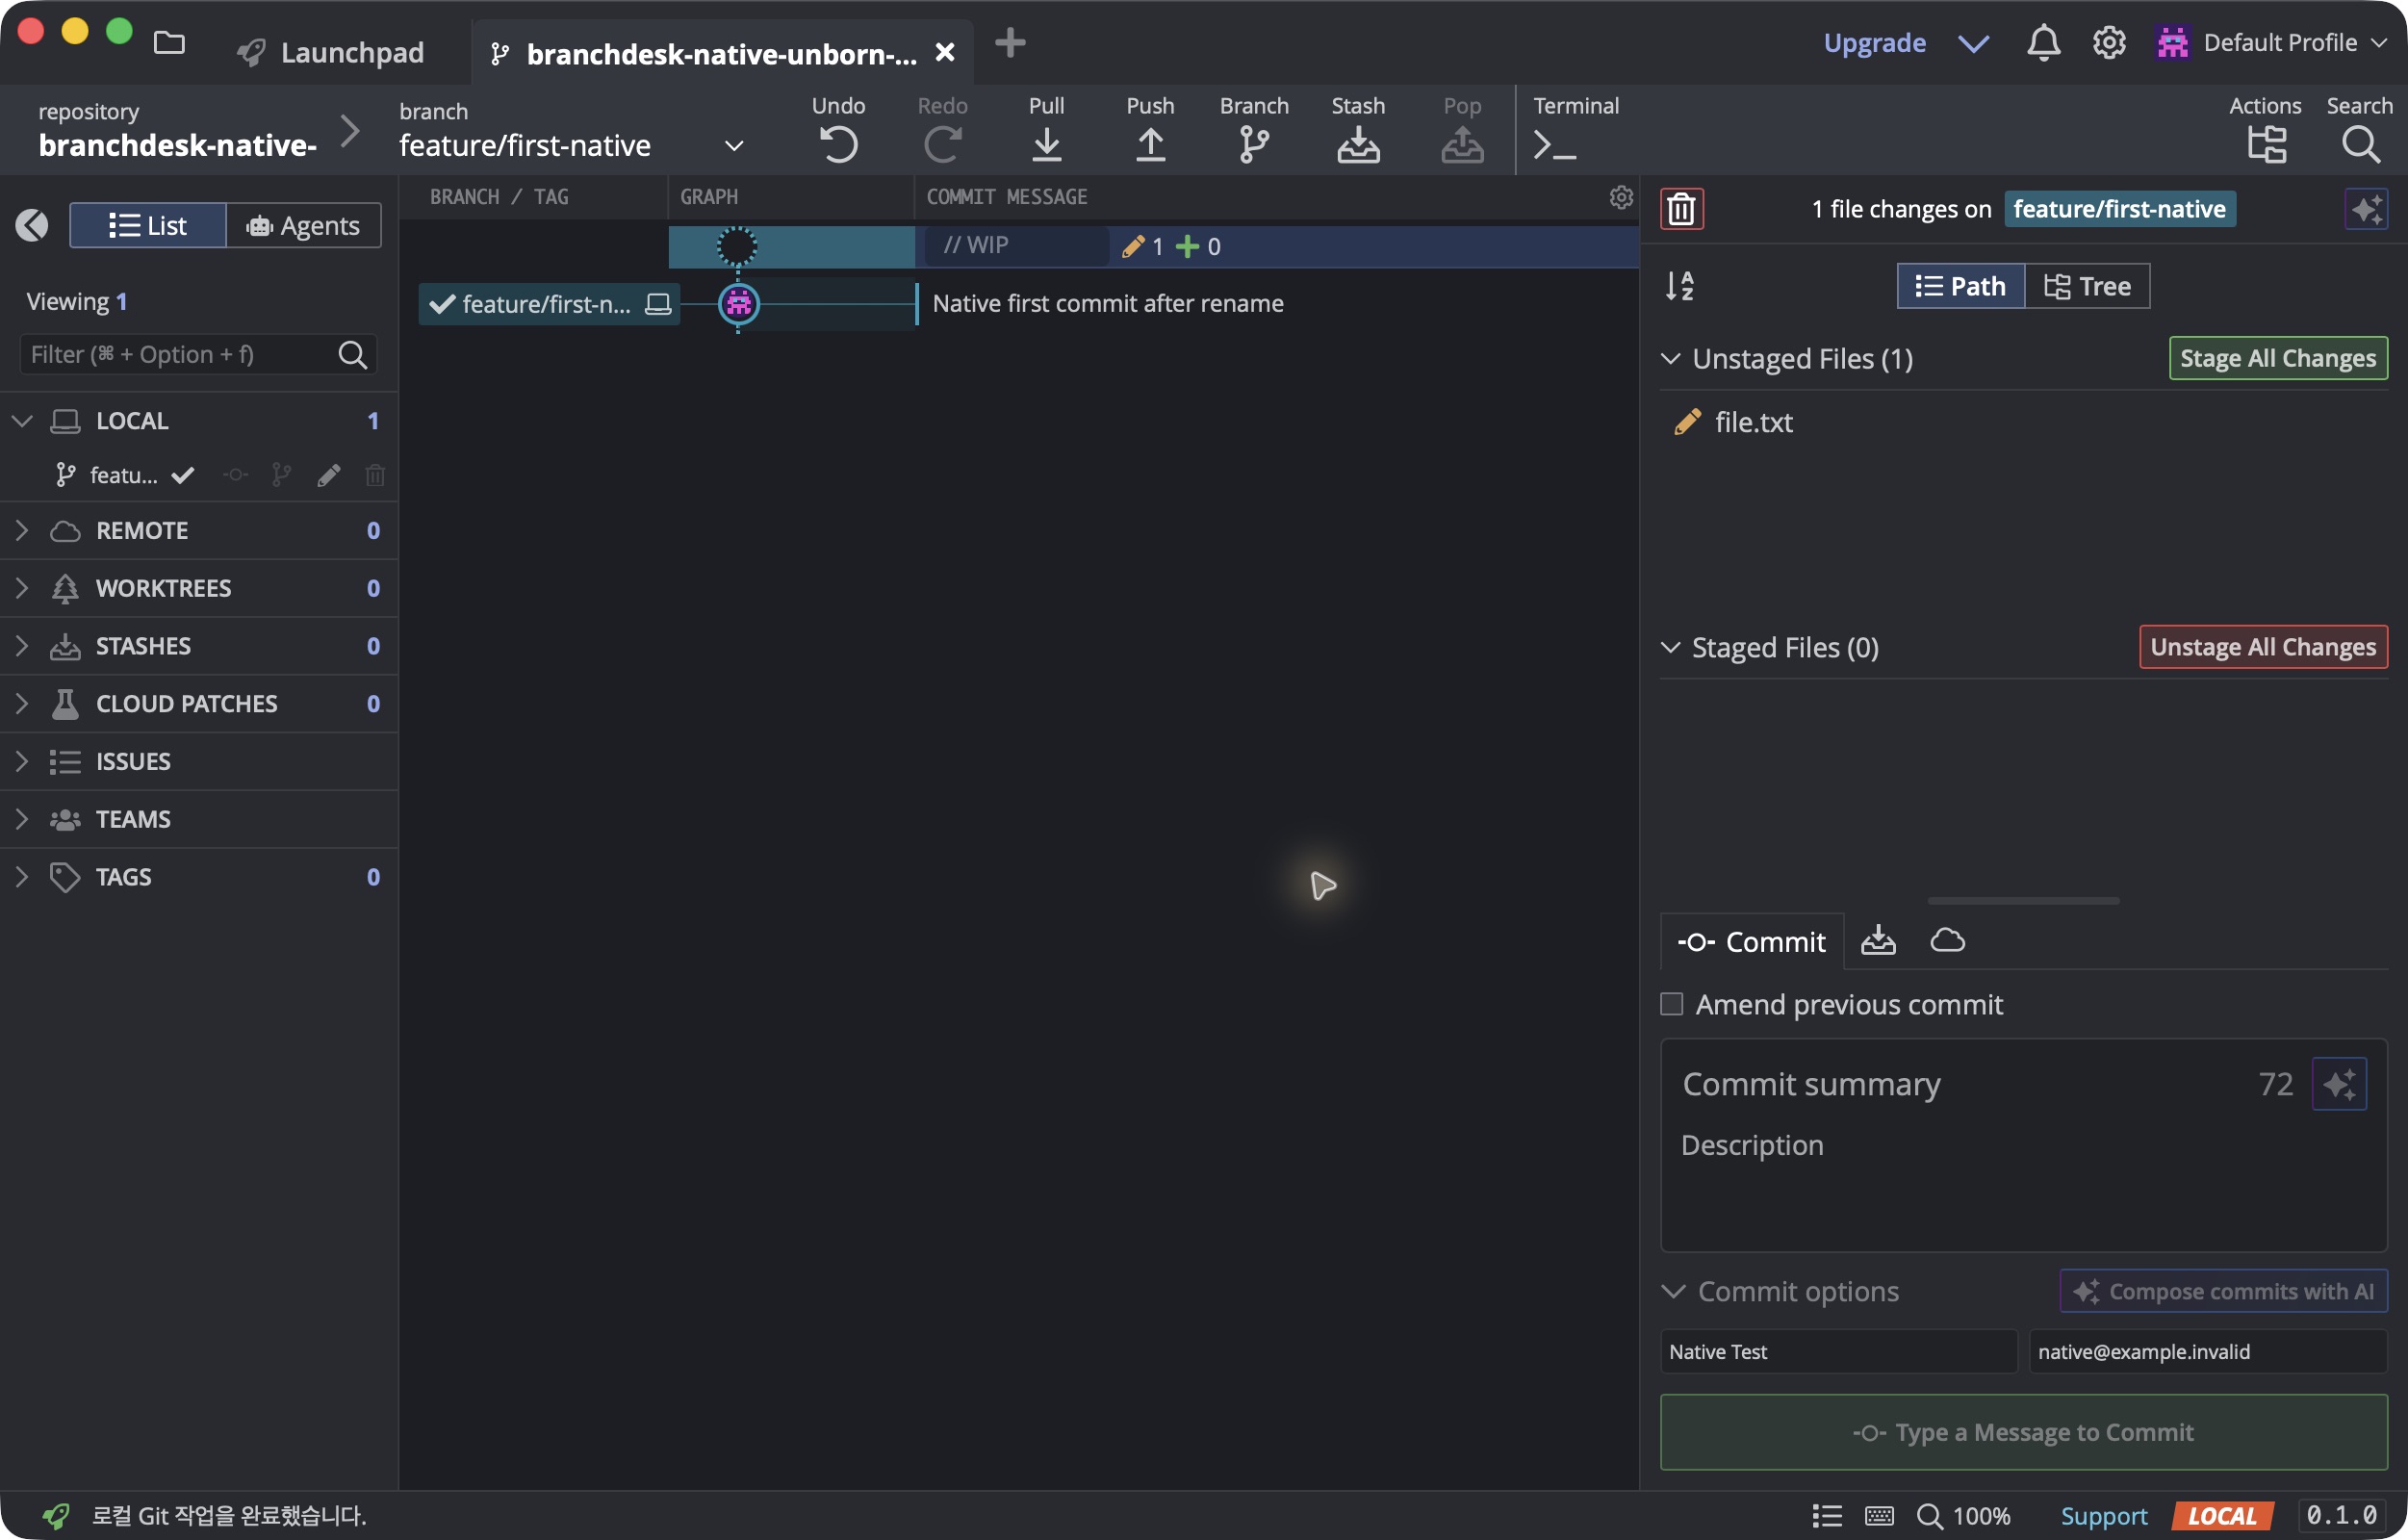 Launchpad
branchdesk-native-unborn-...
Upgrade
Default Profile
repository
branchdesk-native-
branch
feature/first-native
Undo
Redo
Pull
Push
Branch
Stash
Pop
Terminal
Actions
Search
List
Agents
Viewing 1
Filter (⌘ + Option + f)
LOCAL 1
featu...
REMOTE 0
WORKTREES 0
STASHES 0
CLOUD PATCHES 0
ISSUES
TEAMS
TAGS 0
BRANCH / TAG
GRAPH
COMMIT MESSAGE
// WIP
1
0
feature/first-n...
Native first commit after rename
1 file changes on feature/first-native
Path
Tree
Unstaged Files (1)
Stage All Changes
file.txt
Staged Files (0)
Unstage All Changes
Commit
Amend previous commit
Commit summary
72
Description
Commit options
Compose commits with AI
Native Test
native@example.invalid
Type a Message to Commit
로컬 Git 작업을 완료했습니다.
100%
Support
LOCAL
0.1.0